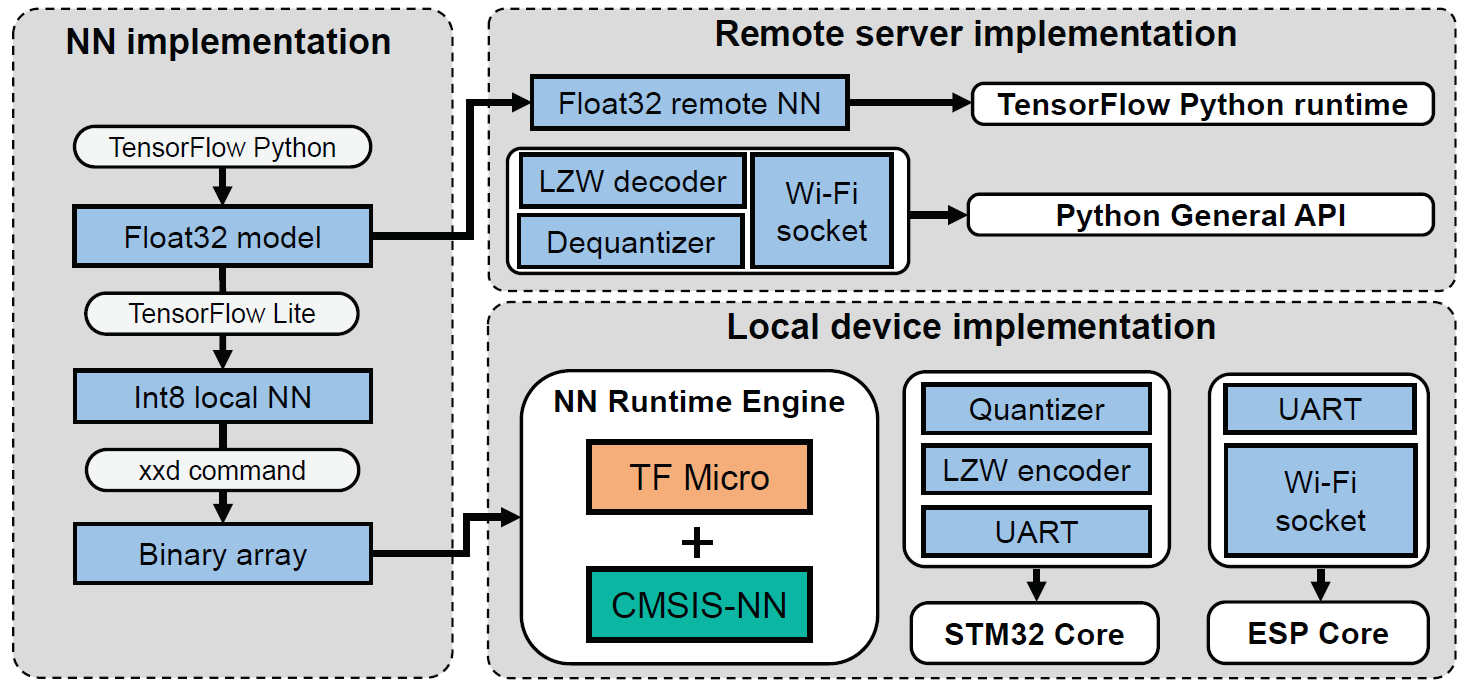 NN implementation
TensorFlow Python
Float32 model
TensorFlow Lite
Int8 local NN
xxd command
Binary array
Remote server implementation
Float32 remote NN
TensorFlow Python runtime
LZW decoder
Dequantizer
Wi-Fi
socket
Python General API
Local device implementation
NN Runtime Engine
TF Micro
+
CMSIS-NN
Quantizer
LZW encoder
UART
STM32 Core
UART
Wi-Fi
socket
ESP Core